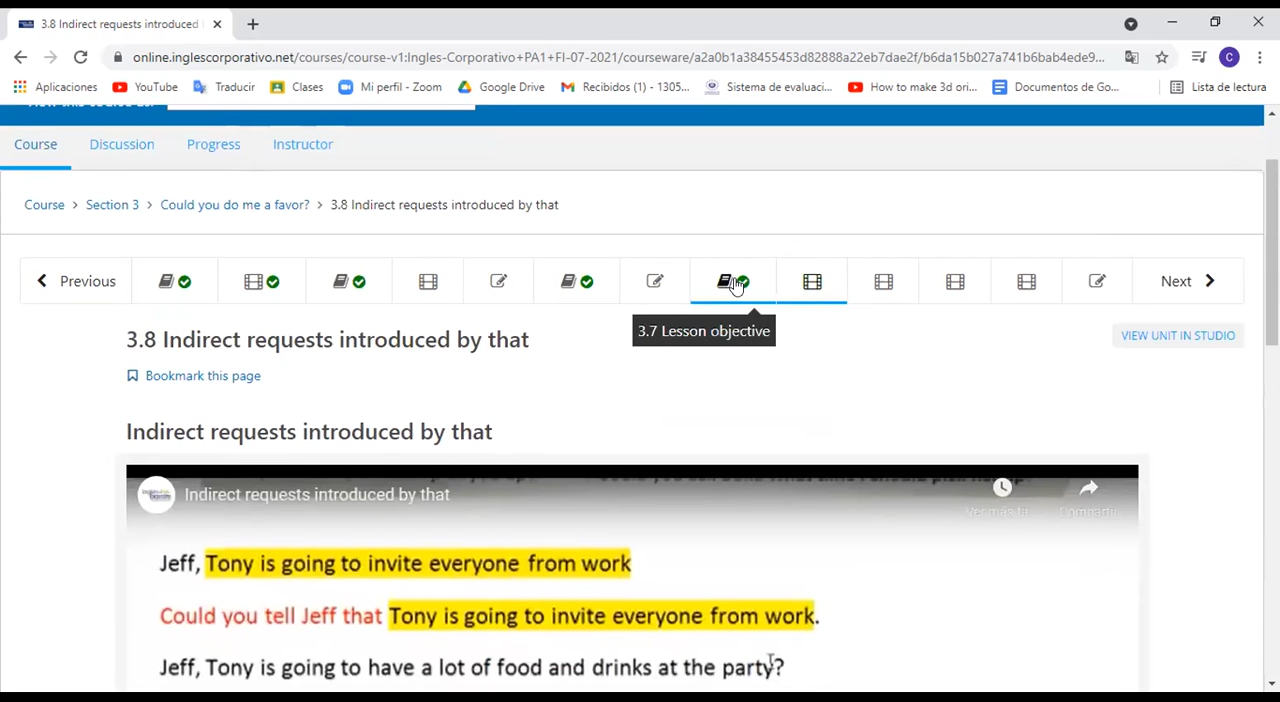 3.8 Indirect requests introduced
online.inglescorporativo.net/courses/course-v1:Ingles-Corporativo+PA1+FI-07-2021/courseware/a2a0b1a38455453d82888a22eb7dae2f/b6da15b027a741b6bab4ede9...
C
Aplicaciones YouTube Traducir Clases Mi perfil - Zoom Google Drive Recibidos (1) - 1305... Sistema de evaluaci... How to make 3d ori... Documentos de Go... Lista de lectura
Course Discussion Progress Instructor
Course > Section 3 > Could you do me a favor? > 3.8 Indirect requests introduced by that
Previous Next
3.7 Lesson objective
3.8 Indirect requests introduced by that
VIEW UNIT IN STUDIO
Bookmark this page
Indirect requests introduced by that
Indirect requests introduced by that
Jeff, Tony is going to invite everyone from work
Could you tell Jeff that Tony is going to invite everyone from work.
Jeff, Tony is going to have a lot of food and drinks at the party?